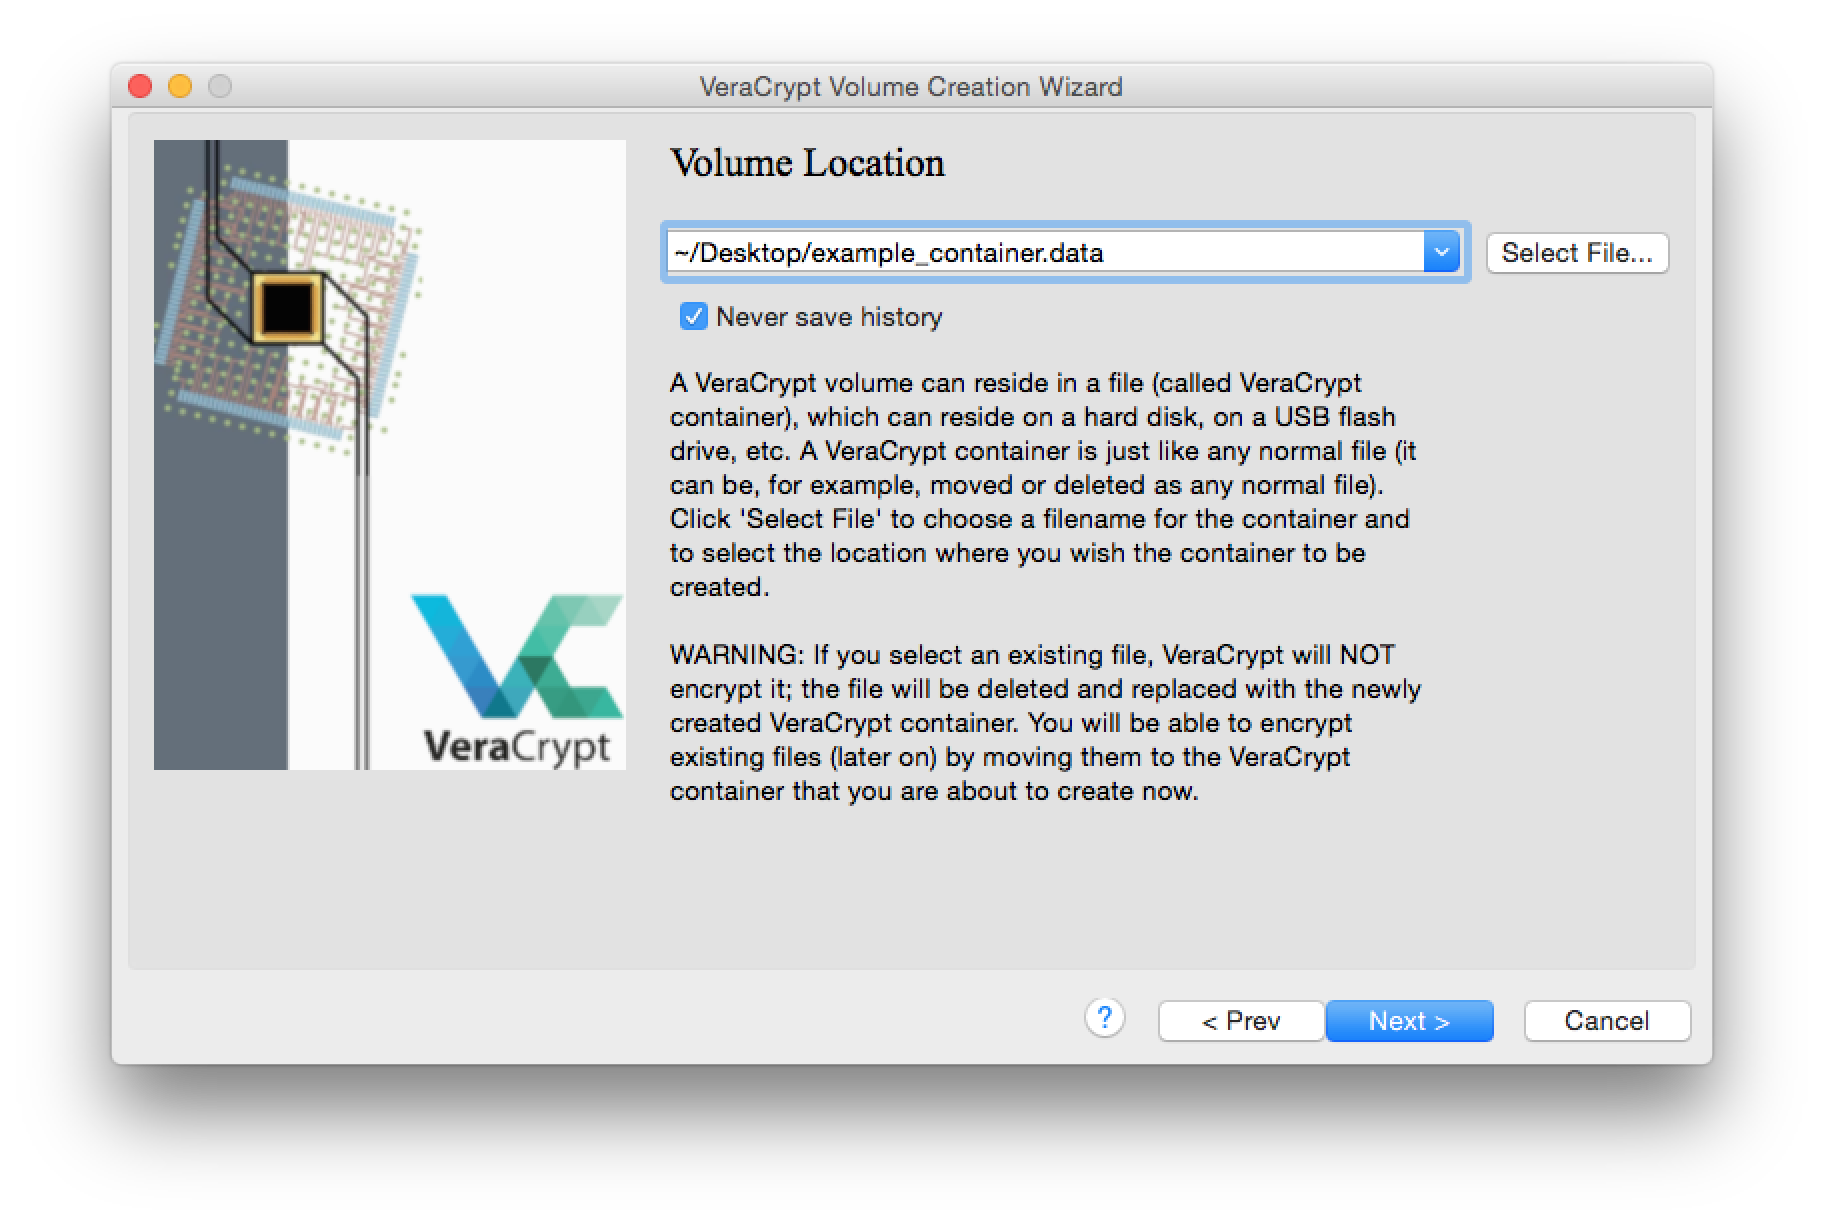 VeraCrypt Volume Creation Wizard
Volume Location
~/Desktop/example_container.data
Select File...
Never save history
A VeraCrypt volume can reside in a file (called VeraCrypt
container), which can reside on a hard disk, on a USB flash
drive, etc. A VeraCrypt container is just like any normal file (it
can be, for example, moved or deleted as any normal file).
Click 'Select File' to choose a filename for the container and
to select the location where you wish the container to be
created.
WARNING: If you select an existing file, VeraCrypt will NOT
encrypt it; the file will be deleted and replaced with the newly
created VeraCrypt container. You will be able to encrypt
existing files (later on) by moving them to the VeraCrypt
container that you are about to create now.
VeraCrypt
?
< Prev
Next >
Cancel